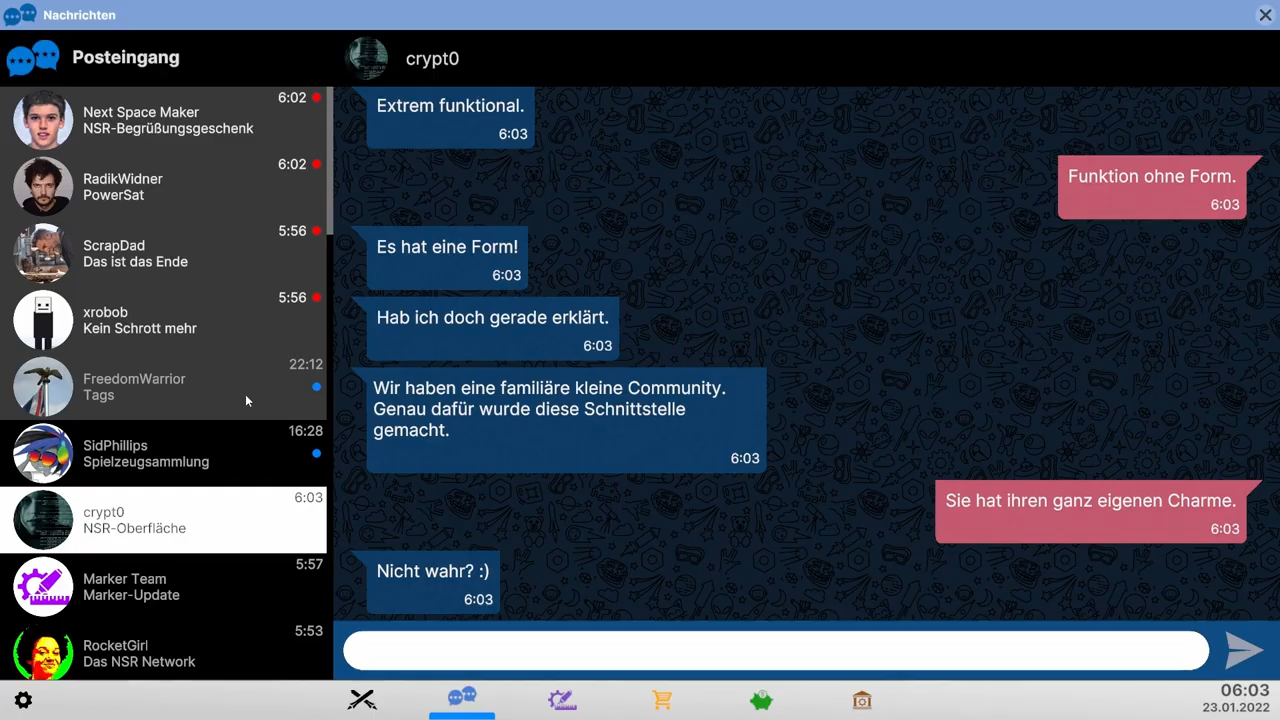 Nachrichten
Posteingang
Next Space Maker
6:02
NSR-Begrüßungsgeschenk
RadikWidner
6:02
PowerSat
ScrapDad
5:56
Das ist das Ende
xrobob
5:56
Kein Schrott mehr
FreedomWarrior
22:12
Tags
SidPhillips
16:28
Spielzeugsammlung
crypt0
6:03
NSR-Oberfläche
Marker Team
5:57
Marker-Update
RocketGirl
5:53
Das NSR Network
crypt0
Extrem funktional.
6:03
Funktion ohne Form.
6:03
Es hat eine Form!
6:03
Hab ich doch gerade erklärt.
6:03
Wir haben eine familiäre kleine Community.
Genau dafür wurde diese Schnittstelle
gemacht.
6:03
Sie hat ihren ganz eigenen Charme.
6:03
Nicht wahr? :)
6:03
06:03
23.01.2022